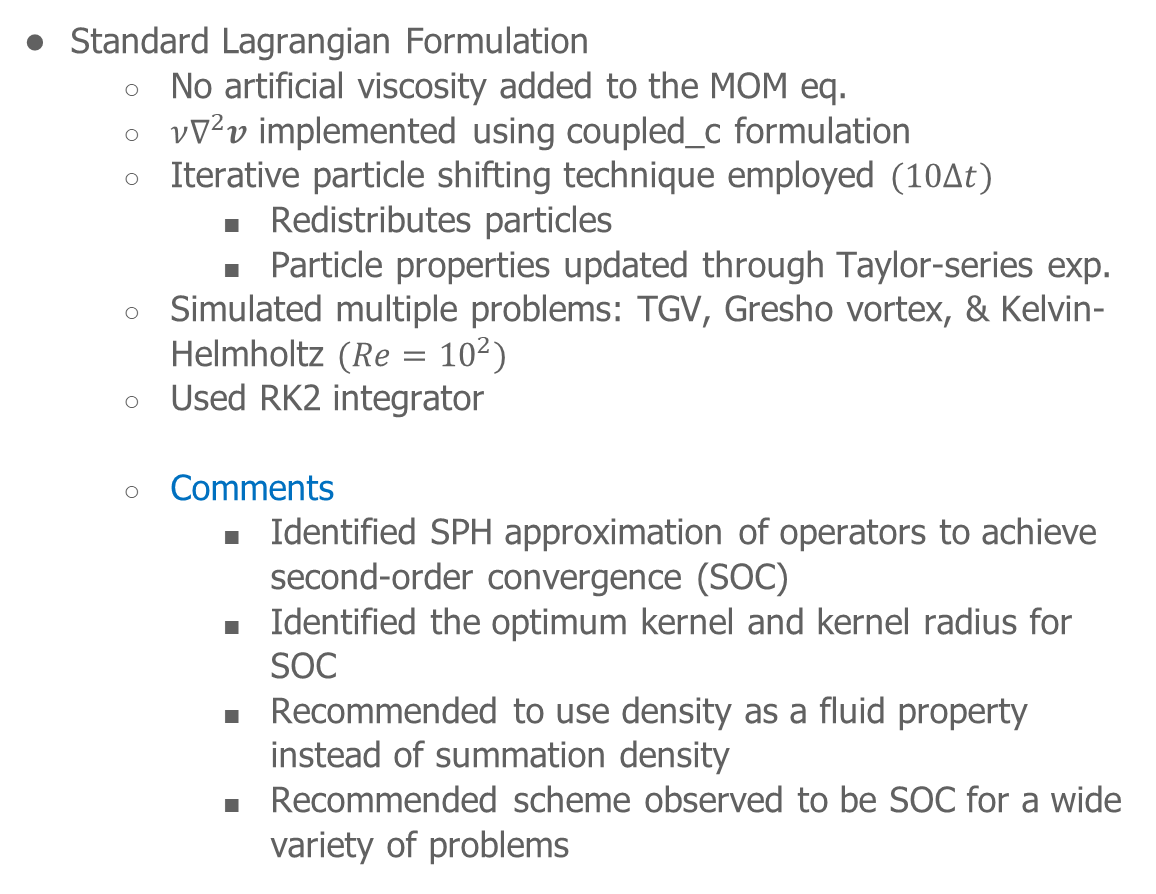 ● Standard Lagrangian Formulation
○ No artificial viscosity added to the MOM eq.
○ 𝜈∇²𝒗 implemented using coupled_c formulation
○ Iterative particle shifting technique employed (10Δ𝑡)
■ Redistributes particles
■ Particle properties updated through Taylor-series exp.
○ Simulated multiple problems: TGV, Gresho vortex, & Kelvin-
Helmholtz (𝑅𝑒 = 10²)
○ Used RK2 integrator
○ Comments
■ Identified SPH approximation of operators to achieve
second-order convergence (SOC)
■ Identified the optimum kernel and kernel radius for
SOC
■ Recommended to use density as a fluid property
instead of summation density
■ Recommended scheme observed to be SOC for a wide
variety of problems